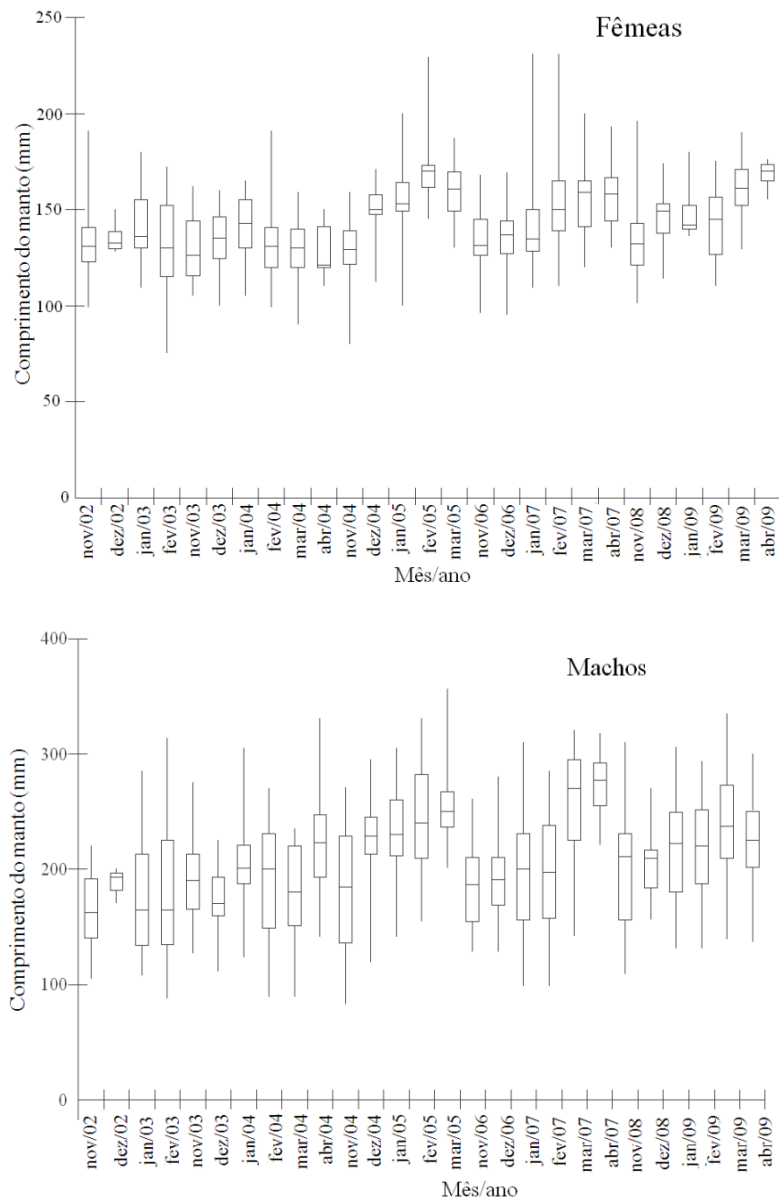 Fêmeas
250
200
150
100
50
0
Comprimento do manto (mm)
nov/02
dez/02
jan/03
fev/03
nov/03
dez/03
jan/04
fev/04
mar/04
abr/04
nov/04
dez/04
jan/05
fev/05
mar/05
nov/06
dez/06
jan/07
fev/07
mar/07
abr/07
nov/08
dez/08
jan/09
fev/09
mar/09
abr/09
Mês/ano
Machos
400
300
200
100
0
Comprimento do manto (mm)
nov/02
dez/02
jan/03
fev/03
nov/03
dez/03
jan/04
fev/04
mar/04
abr/04
nov/04
dez/04
jan/05
fev/05
mar/05
nov/06
dez/06
jan/07
fev/07
mar/07
abr/07
nov/08
dez/08
jan/09
fev/09
mar/09
abr/09
Mês/ano